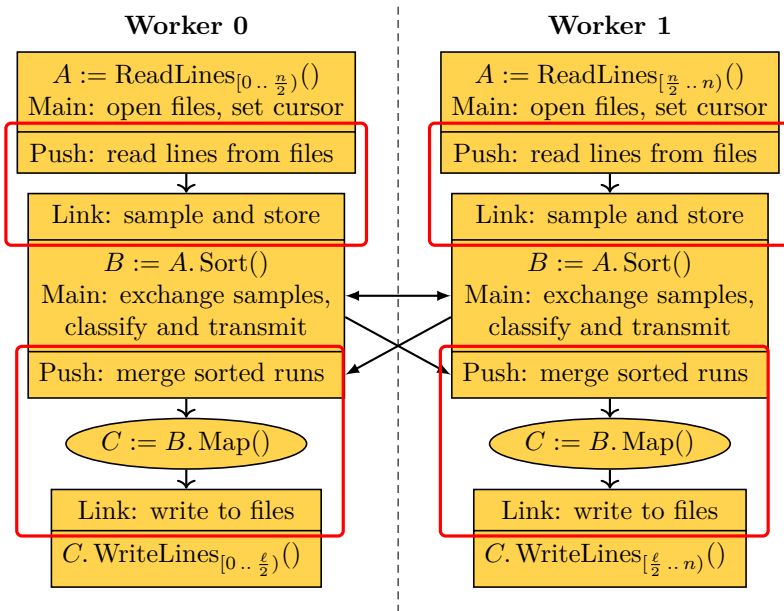 Worker 0
A := ReadLines[0 .. n/2)()
Main: open files, set cursor
Push: read lines from files
Link: sample and store
B := A. Sort()
Main: exchange samples,
classify and transmit
Push: merge sorted runs
C := B. Map()
Link: write to files
C. WriteLines[0 .. ℓ/2)()
Worker 1
A := ReadLines[n/2 .. n)()
Main: open files, set cursor
Push: read lines from files
Link: sample and store
B := A. Sort()
Main: exchange samples,
classify and transmit
Push: merge sorted runs
C := B. Map()
Link: write to files
C. WriteLines[ℓ/2 .. n)()